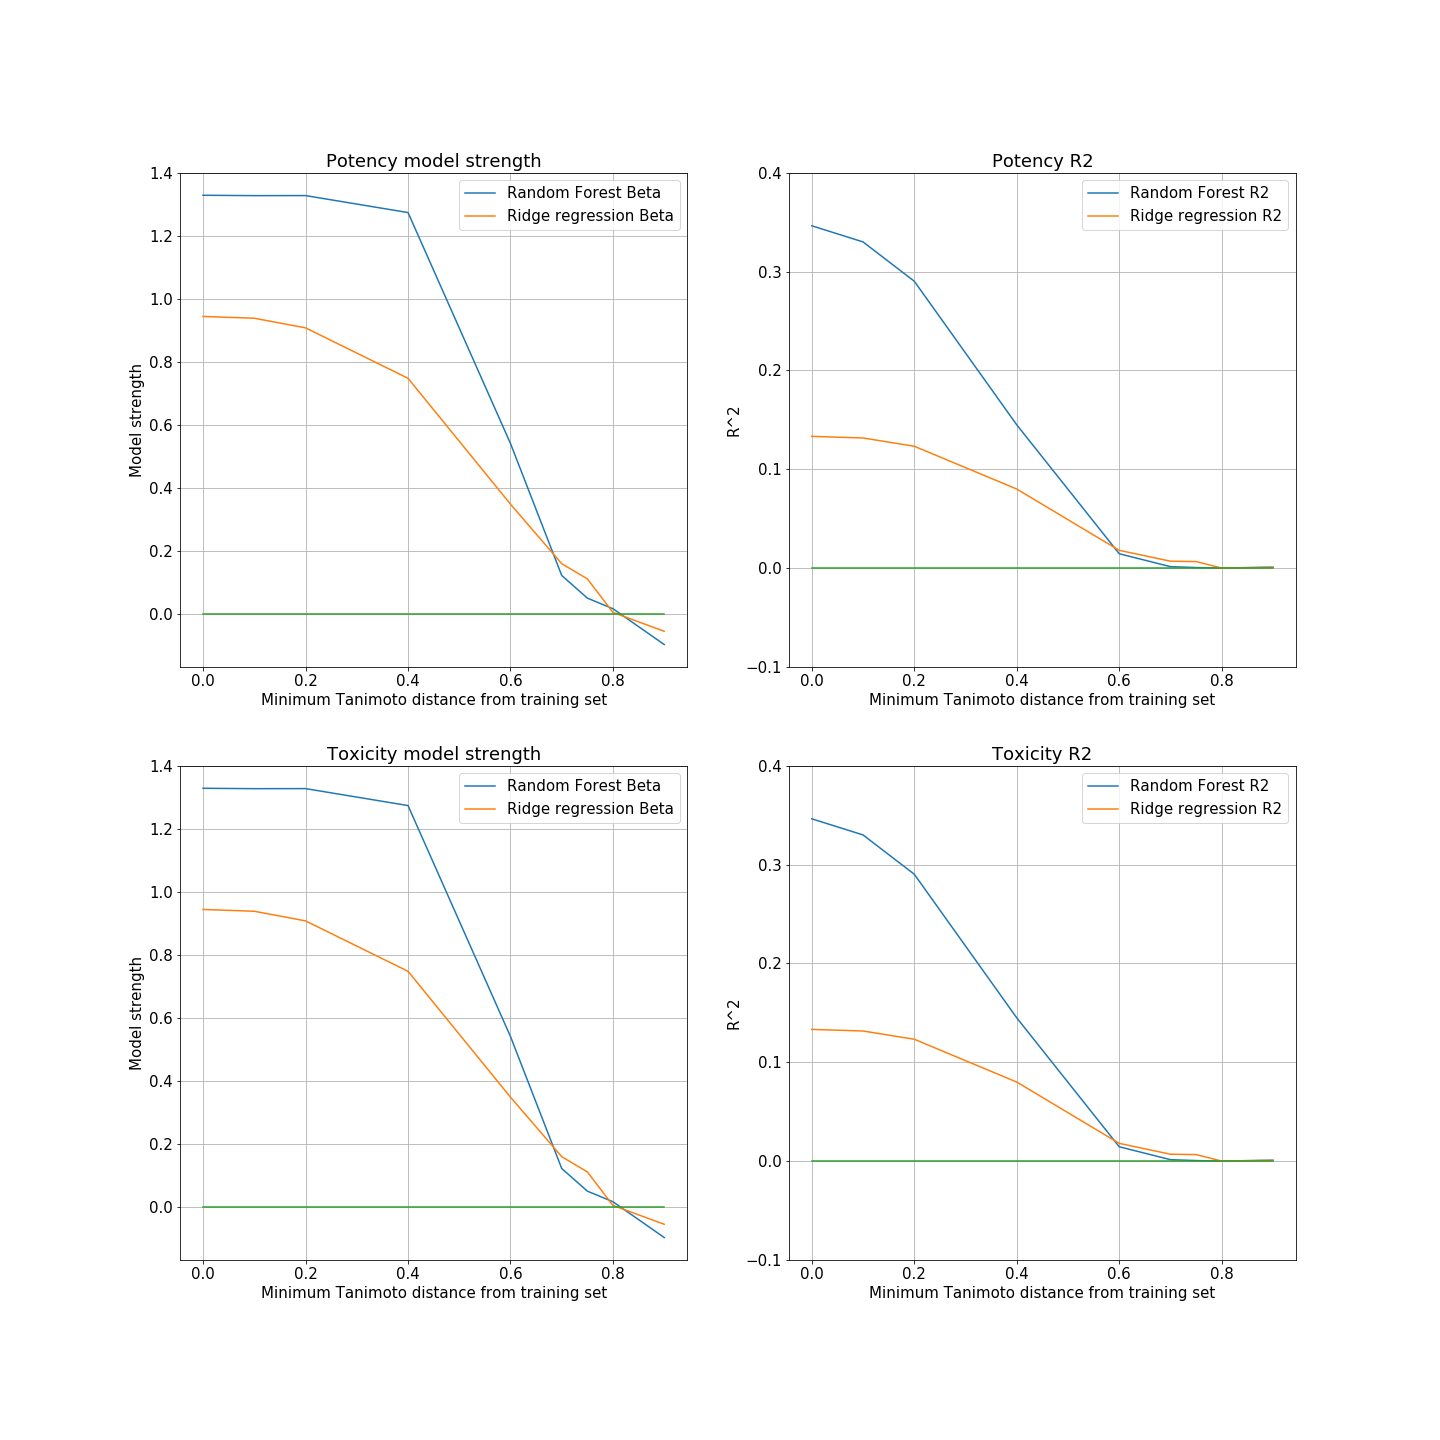 Potency model strength
1.4
1.2
1.0
0.8
0.6
0.4
0.2
0.0
Model strength
Random Forest Beta
Ridge regression Beta
0.0 0.2 0.4 0.6 0.8
Minimum Tanimoto distance from training set
Potency R2
0.4
0.3
0.2
0.1
0.0
−0.1
R^2
Random Forest R2
Ridge regression R2
0.0 0.2 0.4 0.6 0.8
Minimum Tanimoto distance from training set
Toxicity model strength
1.4
1.2
1.0
0.8
0.6
0.4
0.2
0.0
Model strength
Random Forest Beta
Ridge regression Beta
0.0 0.2 0.4 0.6 0.8
Minimum Tanimoto distance from training set
Toxicity R2
0.4
0.3
0.2
0.1
0.0
−0.1
R^2
Random Forest R2
Ridge regression R2
0.0 0.2 0.4 0.6 0.8
Minimum Tanimoto distance from training set